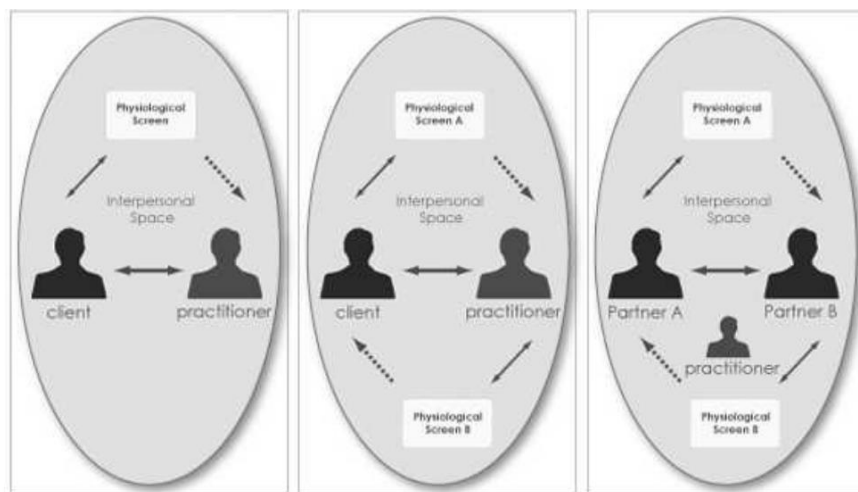 Physiological
Screen
Interpersonal
Space
client
practitioner
Physiological
Screen A
Interpersonal
Space
client
practitioner
Physiological
Screen B
Physiological
Screen A
Interpersonal
Space
Partner A
Partner B
practitioner
Physiological
Screen B